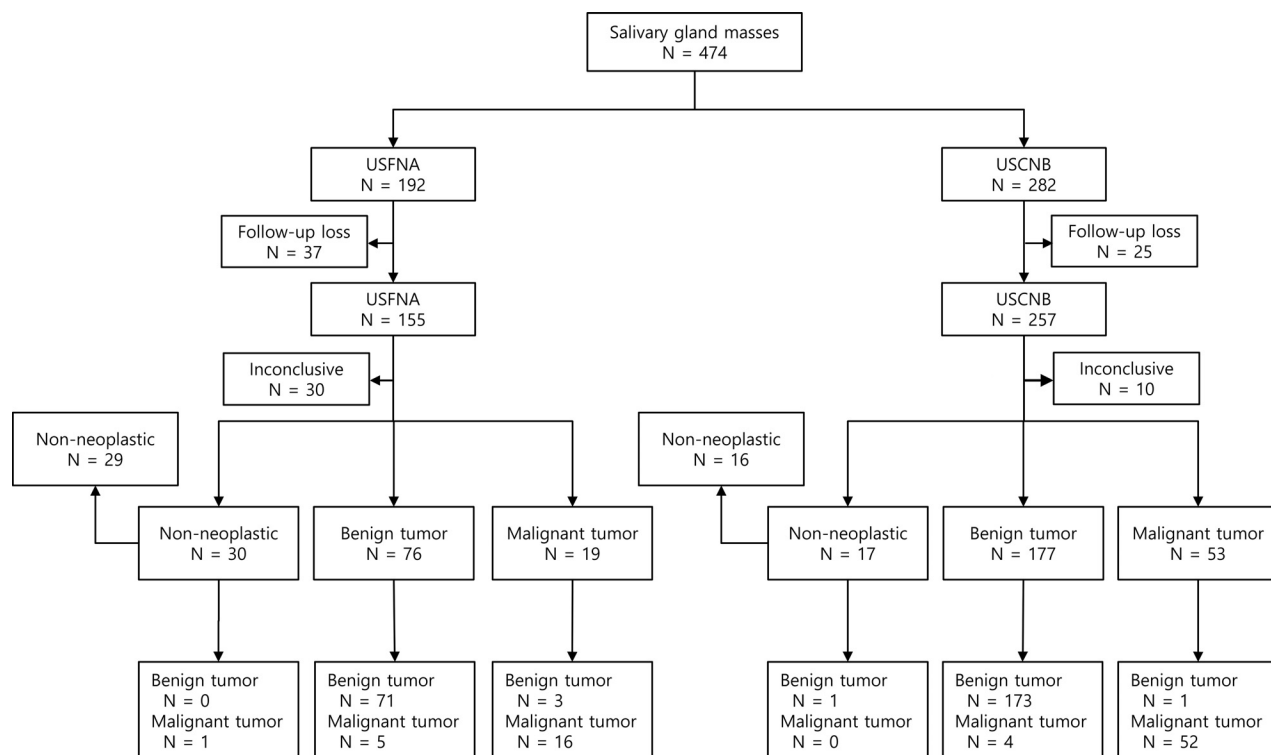 Salivary gland masses
N = 474
USFNA
N = 192
USCNB
N = 282
Follow-up loss
N = 37
Follow-up loss
N = 25
USFNA
N = 155
USCNB
N = 257
Inconclusive
N = 30
Inconclusive
N = 10
Non-neoplastic
N = 29
Non-neoplastic
N = 16
Non-neoplastic
N = 30
Benign tumor
N = 76
Malignant tumor
N = 19
Non-neoplastic
N = 17
Benign tumor
N = 177
Malignant tumor
N = 53
Benign tumor
N = 0
Malignant tumor
N = 1
Benign tumor
N = 71
Malignant tumor
N = 5
Benign tumor
N = 3
Malignant tumor
N = 16
Benign tumor
N = 1
Malignant tumor
N = 0
Benign tumor
N = 173
Malignant tumor
N = 4
Benign tumor
N = 1
Malignant tumor
N = 52